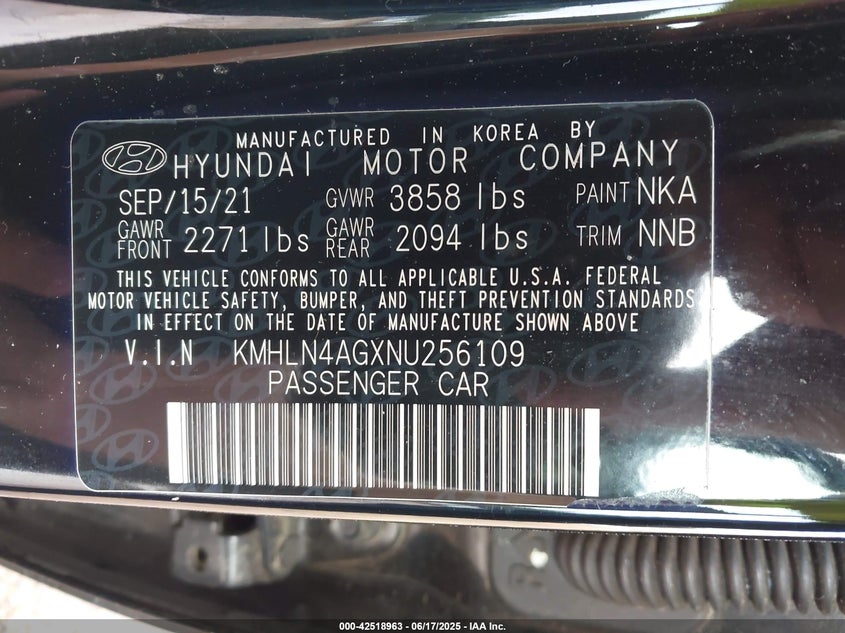 MANUFACTURED IN KOREA BY
HYUNDAI MOTOR COMPANY
SEP/15/21 GVWR 3858 lbs PAINT NKA
GAWR FRONT 2271 lbs GAWR REAR 2094 lbs TRIM NNB
THIS VEHICLE CONFORMS TO ALL APPLICABLE U.S.A. FEDERAL
MOTOR VEHICLE SAFETY, BUMPER, AND THEFT PREVENTION STANDARDS
IN EFFECT ON THE DATE OF MANUFACTURE SHOWN ABOVE
V.I.N KMHLN4AGXNU256109
PASSENGER CAR
000-42518963 - 06/17/2025 - IAA Inc.